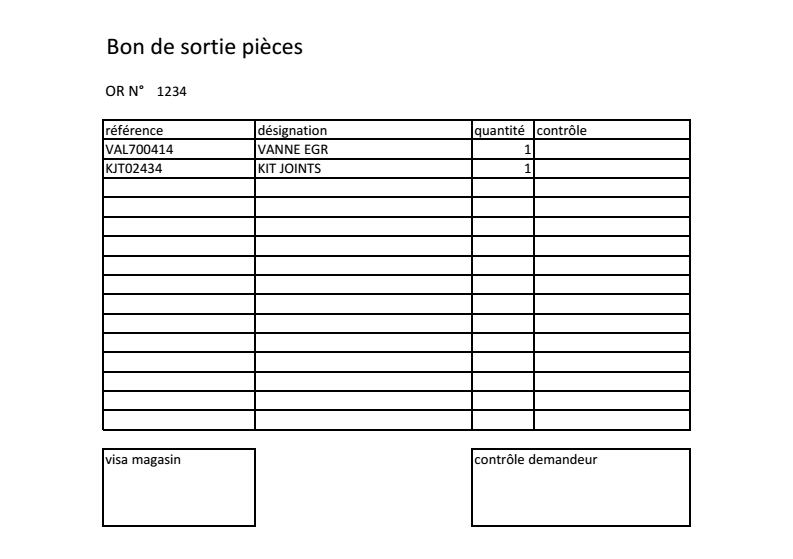 Bon de sortie pièces
OR N° 1234
référence désignation quantité contrôle
VAL700414 VANNE EGR 1
KJT02434 KIT JOINTS 1
visa magasin contrôle demandeur